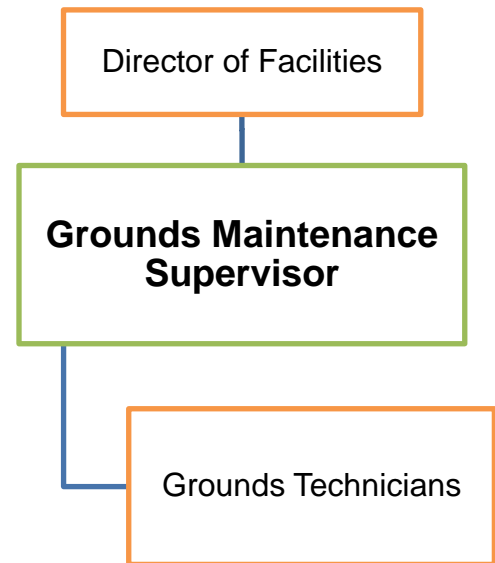 Director of Facilities
Grounds Maintenance
Supervisor
Grounds Technicians